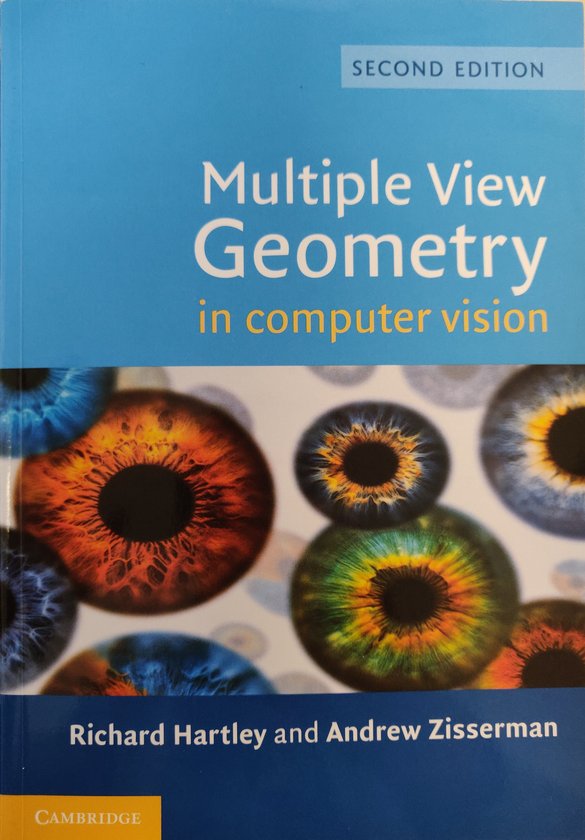 SECOND EDITION
Multiple View
Geometry
in computer vision
Richard Hartley and Andrew Zisserman
CAMBRIDGE